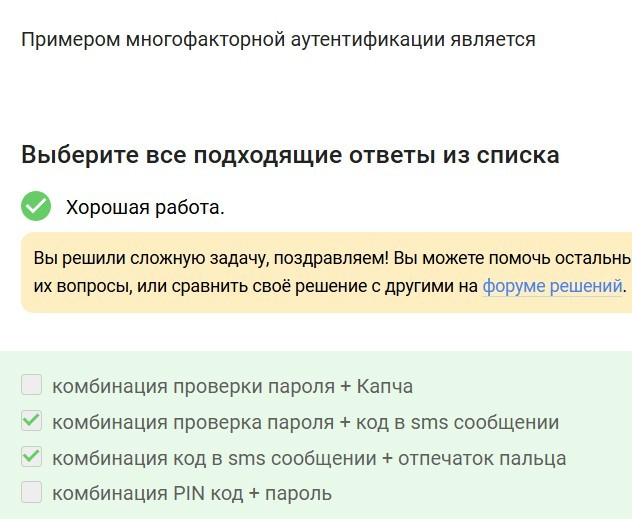 Примером многофакторной аутентификации является
Выберите все подходящие ответы из списка
Хорошая работа.
Вы решили сложную задачу, поздравляем! Вы можете помочь остальнь
их вопросы, или сравнить своё решение с другими на форуме решений.
комбинация проверки пароля + Капча
комбинация проверка пароля + код в sms сообщении
комбинация код в sms сообщении + отпечаток пальца
комбинация PIN код + пароль